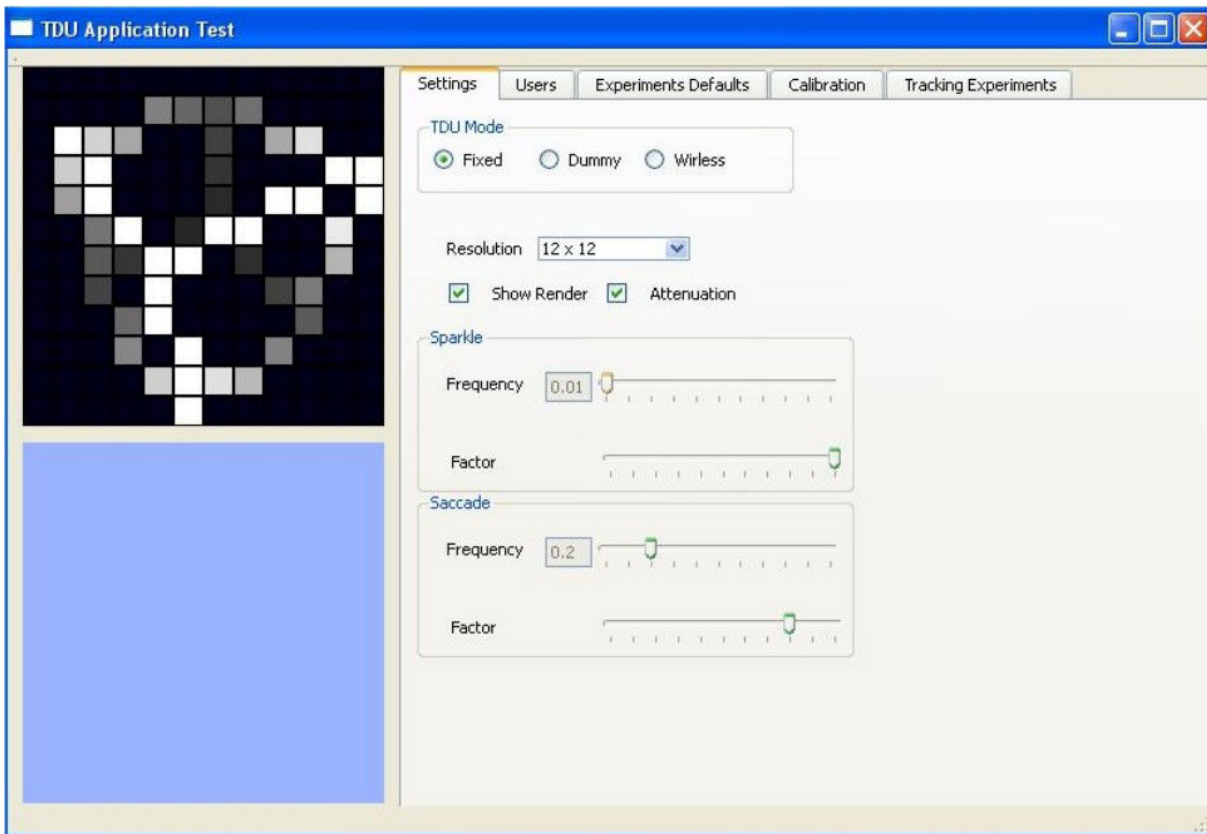 TDU Application Test
Settings Users Experiments Defaults Calibration Tracking Experiments
TDU Mode
Fixed Dummy Wirless
Resolution 12 x 12
Show Render Attenuation
Sparkle
Frequency 0.01
Factor
Saccade
Frequency 0.2
Factor